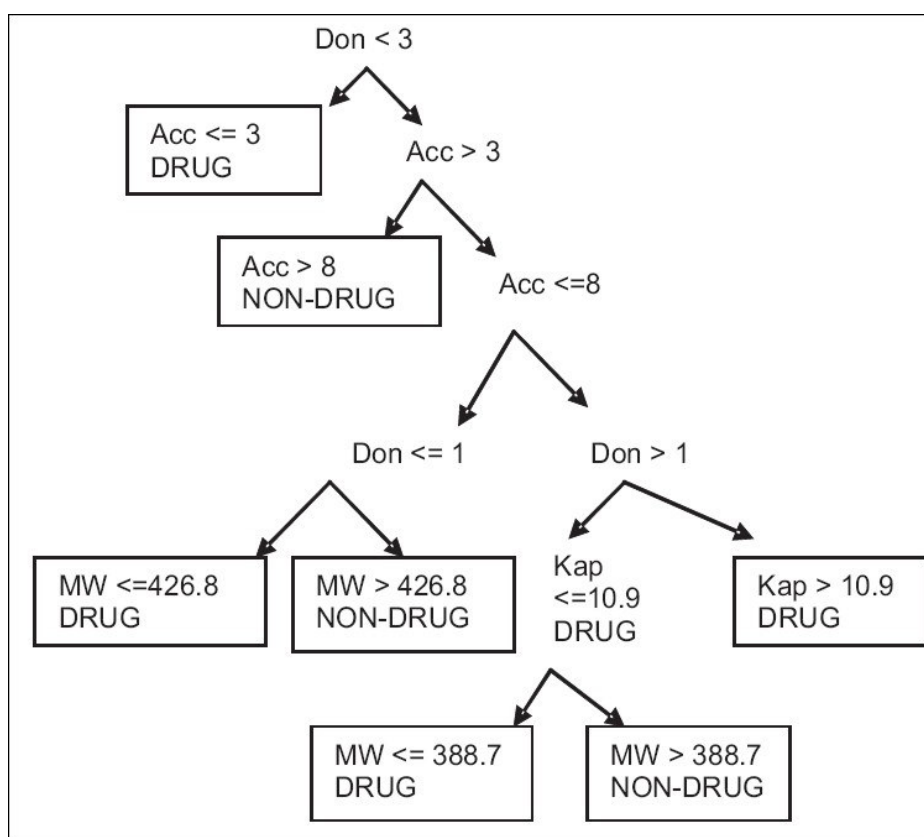 Don < 3
Acc <= 3
DRUG
Acc > 3
Acc > 8
NON-DRUG
Acc <=8
Don <= 1
Don > 1
MW <=426.8
DRUG
MW > 426.8
NON-DRUG
Kap
<=10.9
DRUG
Kap > 10.9
DRUG
MW <= 388.7
DRUG
MW > 388.7
NON-DRUG